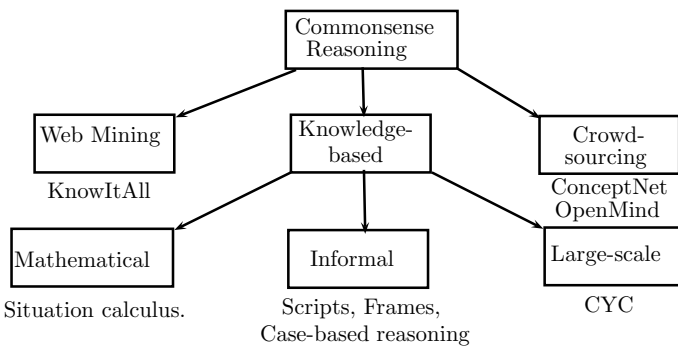 Commonsense
Reasoning
Web Mining
KnowItAll
Knowledge-
based
Crowd-
sourcing
ConceptNet
OpenMind
Mathematical
Situation calculus.
Informal
Scripts, Frames,
Case-based reasoning
Large-scale
CYC